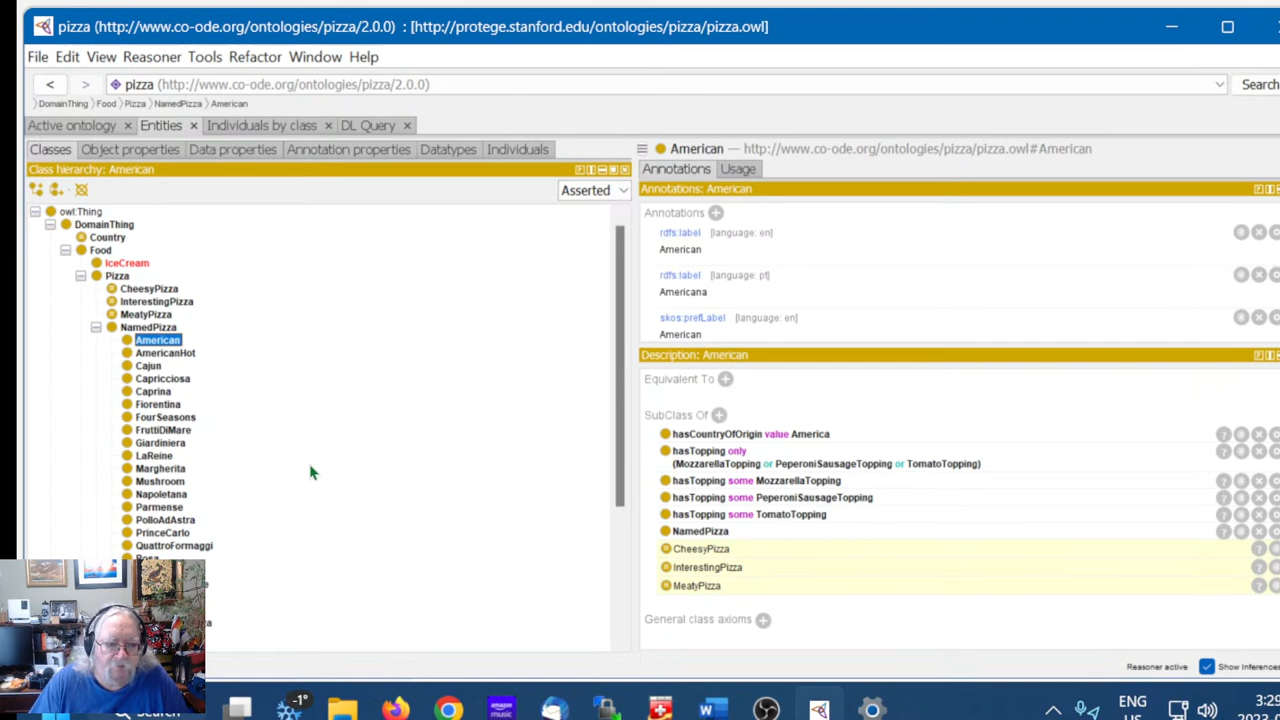 pizza (http://www.co-ode.org/ontologies/pizza/2.0.0) : [http://protege.stanford.edu/ontologies/pizza/pizza.owl]
File Edit View Reasoner Tools Refactor Window Help
< > pizza (http://www.co-ode.org/ontologies/pizza/2.0.0) Search
DomainThing Food Pizza NamedPizza American
Active ontology × Entities × Individuals by class × DL Query ×
Classes Object properties Data properties Annotation properties Datatypes Individuals
Class hierarchy: American
Asserted
owl:Thing
DomainThing
Country
Food
IceCream
Pizza
CheesyPizza
InterestingPizza
MeatyPizza
NamedPizza
American
AmericanHot
Cajun
Capricciosa
Caprina
Fiorentina
FourSeasons
FruttiDiMare
Giardiniera
LaReine
Margherita
Mushroom
Napoletana
Parmense
PolloAdAstra
PrinceCarlo
QuattroFormaggi
American — http://www.co-ode.org/ontologies/pizza/pizza.owl#American
Annotations Usage
Annotations: American
Annotations
rdfs:label [language: en]
American
rdfs:label [language: pt]
Americana
skos:prefLabel [language: en]
American
Description: American
Equivalent To
SubClass Of
hasCountryOfOrigin value America
hasTopping only
(MozzarellaTopping or PeperoniSausageTopping or TomatoTopping)
hasTopping some MozzarellaTopping
hasTopping some PeperoniSausageTopping
hasTopping some TomatoTopping
NamedPizza
CheesyPizza
InterestingPizza
MeatyPizza
General class axioms
Reasoner active Show Inferences
Search
-1°
amazon
music
ENG
3:29